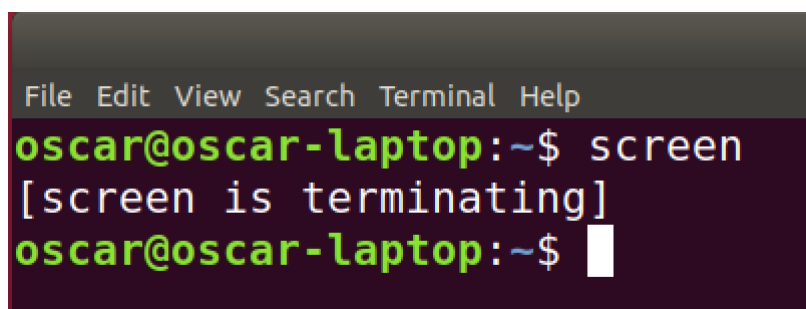 File Edit View Search Terminal Help
oscar@oscar-laptop:~$ screen
[screen is terminating]
oscar@oscar-laptop:~$